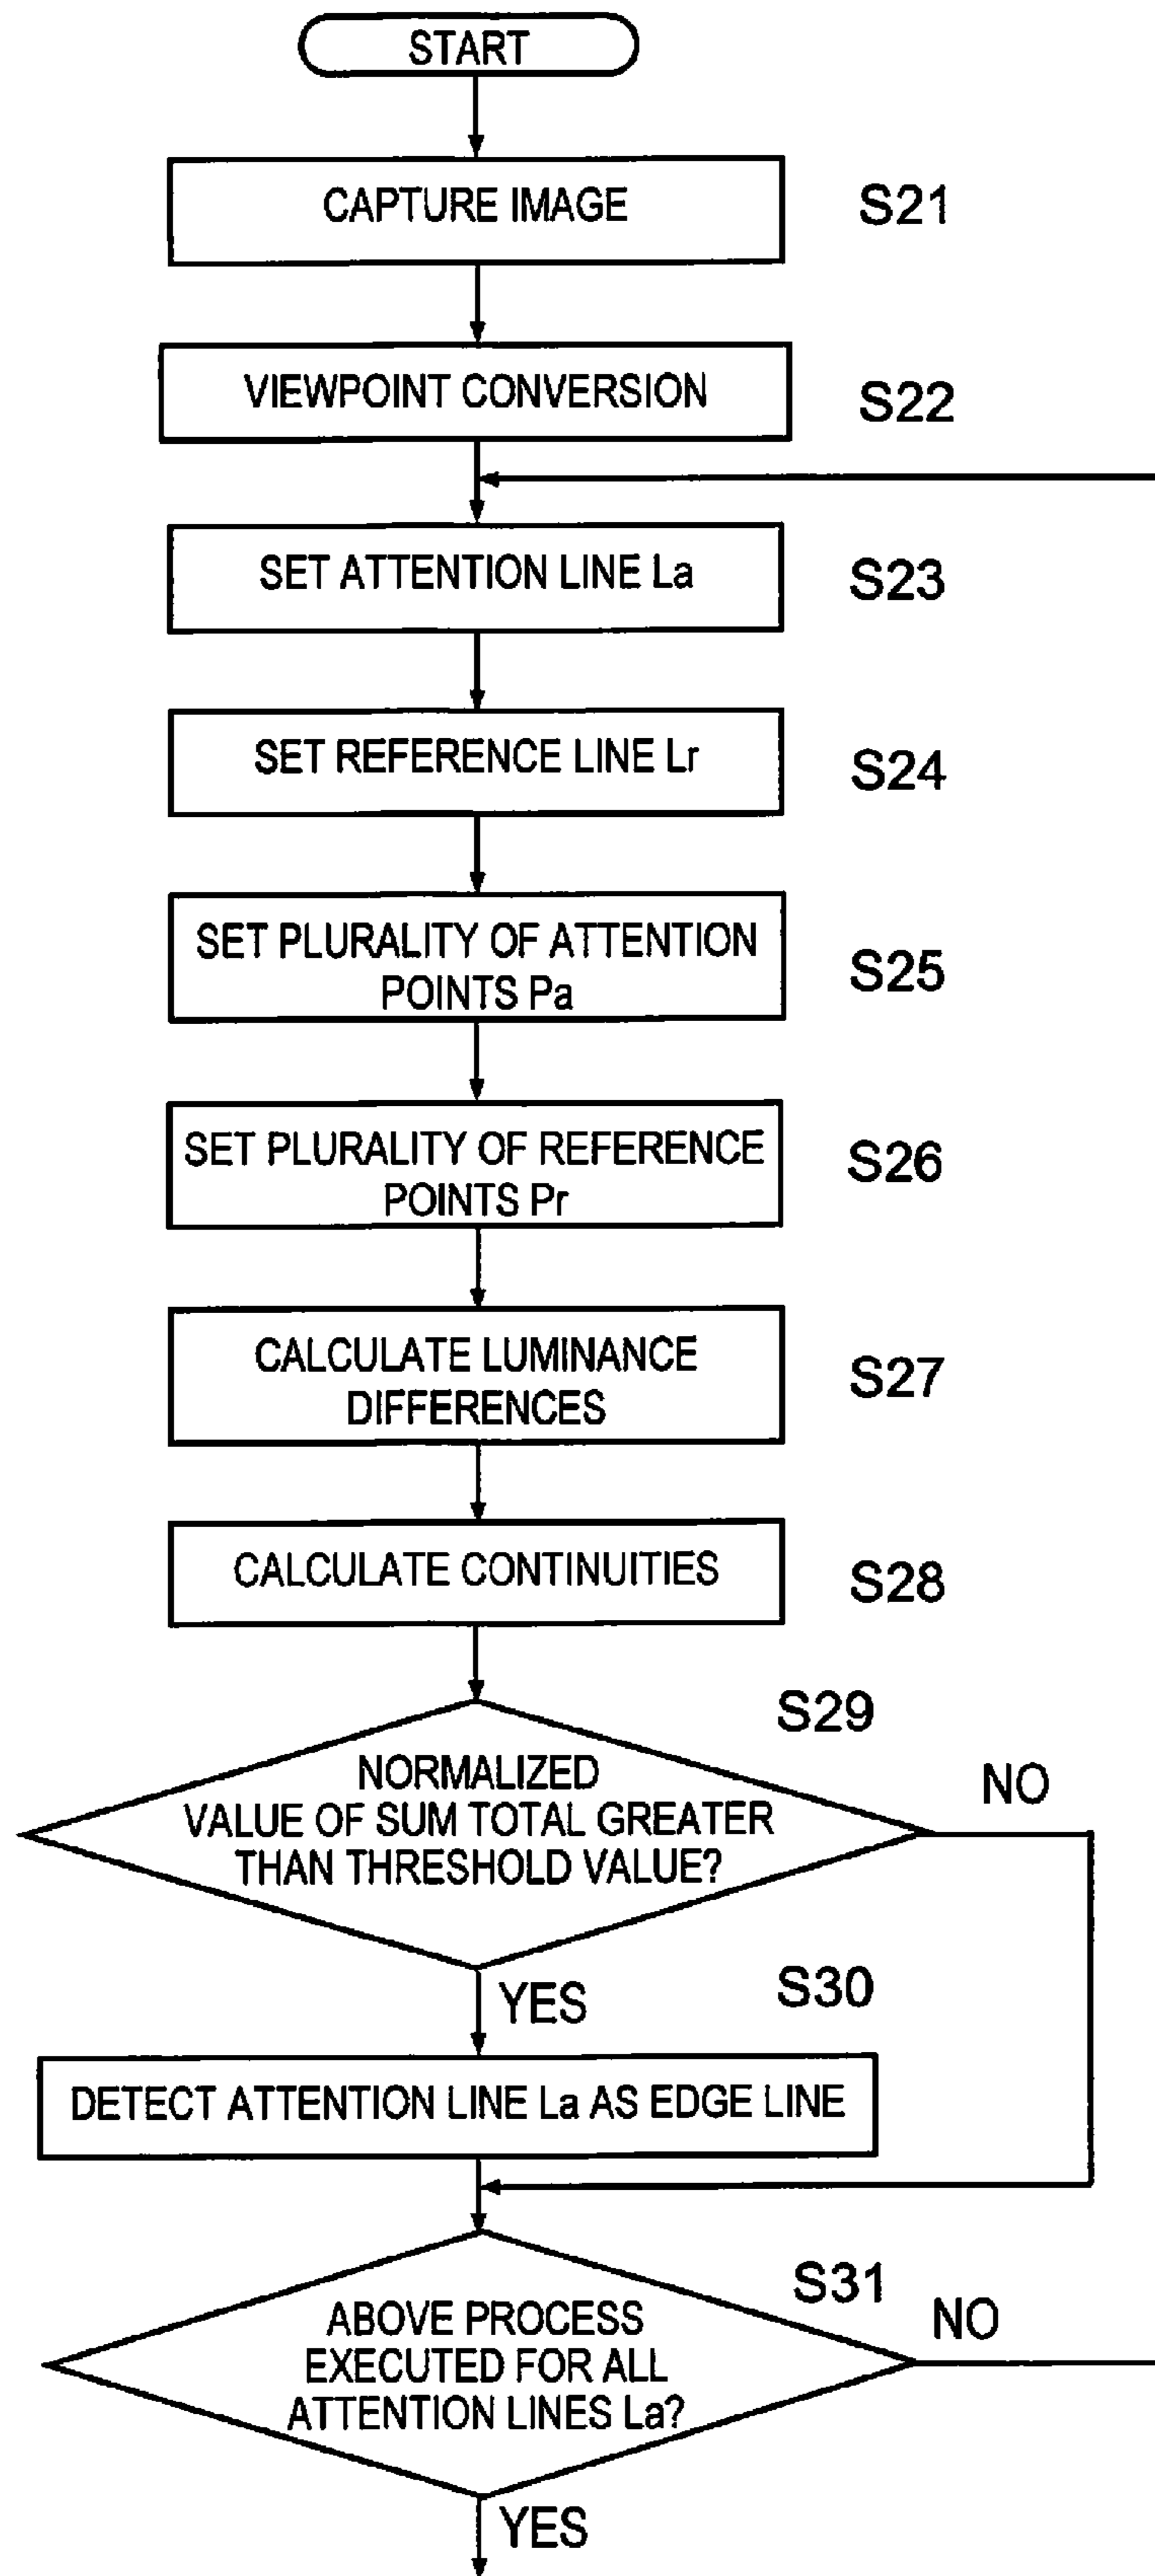 START
CAPTURE IMAGE
S21
VIEWPOINT CONVERSION
S22
SET ATTENTION LINE La
S23
SET REFERENCE LINE Lr
S24
SET PLURALITY OF ATTENTION
POINTS Pa
S25
SET PLURALITY OF REFERENCE
POINTS Pr
S26
CALCULATE LUMINANCE
DIFFERENCES
S27
CALCULATE CONTINUITIES
S28
S29
NORMALIZED
VALUE OF SUM TOTAL GREATER
THAN THRESHOLD VALUE?
NO
YES
S30
DETECT ATTENTION LINE La AS EDGE LINE
S31
ABOVE PROCESS
EXECUTED FOR ALL
ATTENTION LINES La?
NO
YES